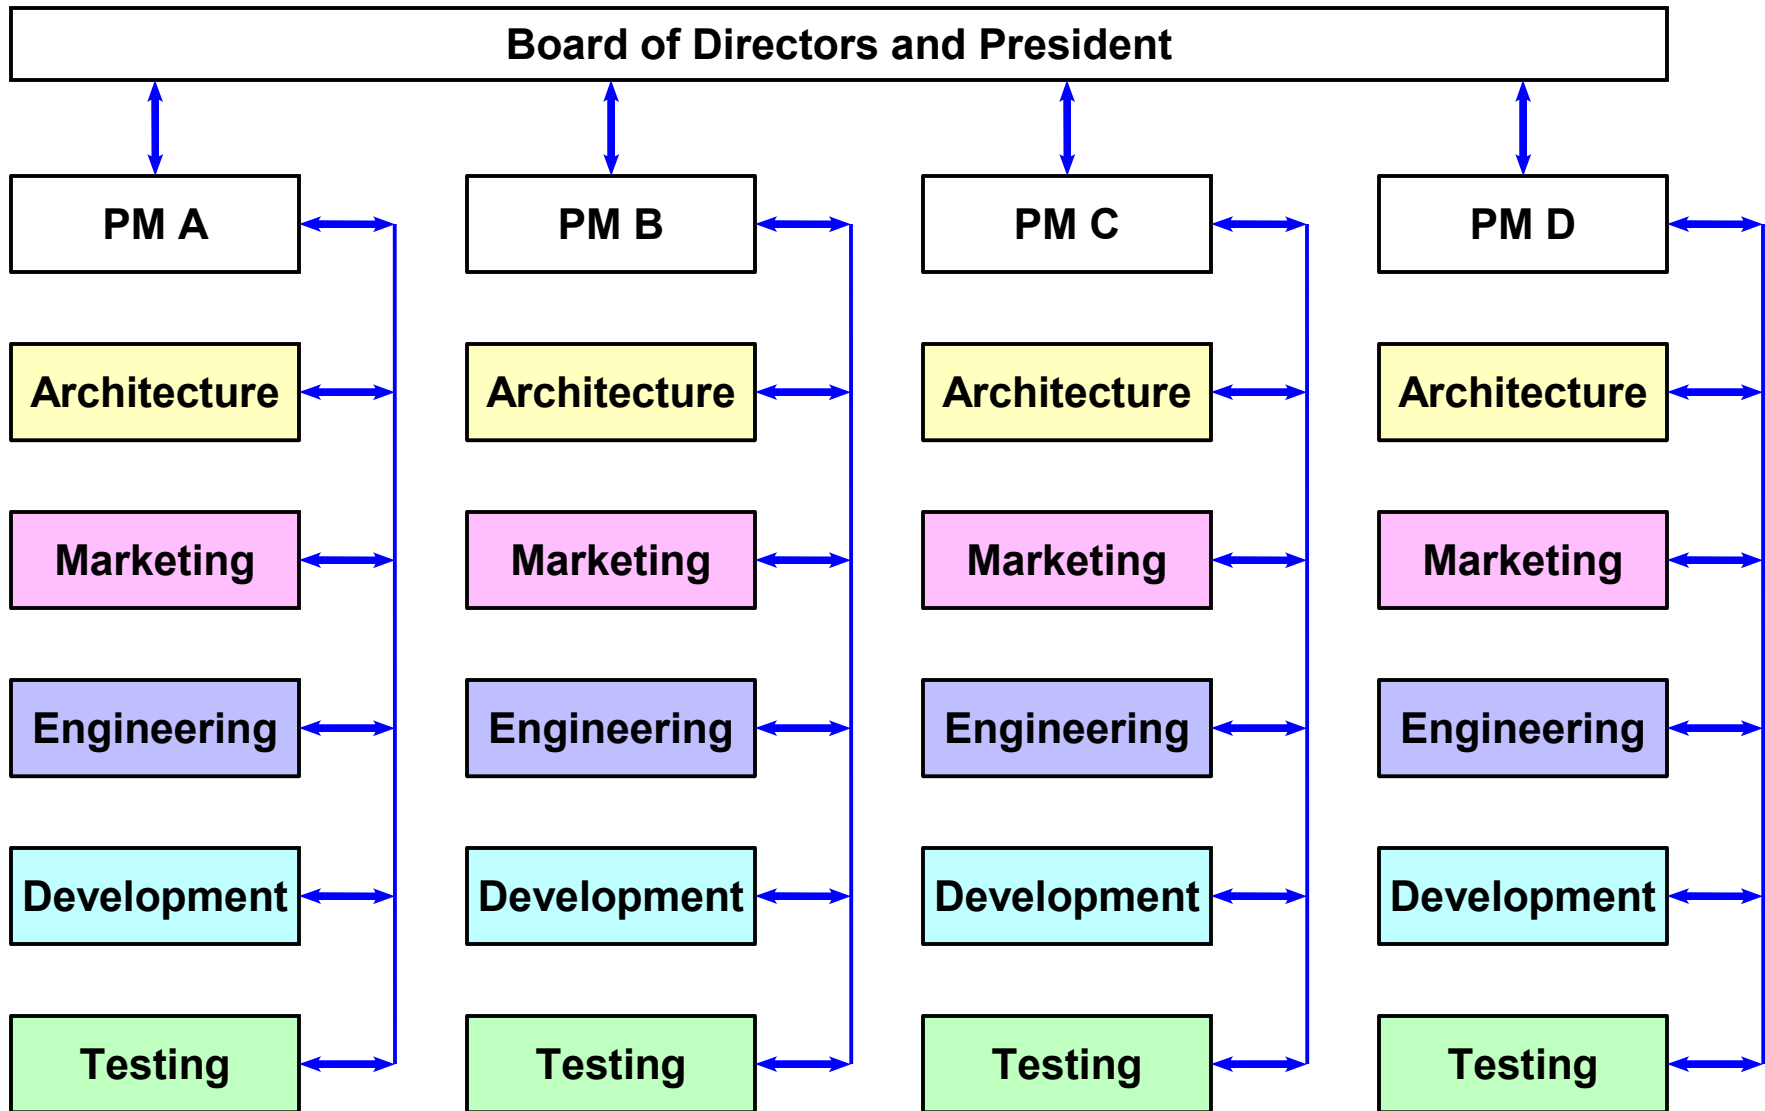 Board of Directors and President
PM A
PM B
PM C
PM D
Architecture
Architecture
Architecture
Architecture
Marketing
Marketing
Marketing
Marketing
Engineering
Engineering
Engineering
Engineering
Development
Development
Development
Development
Testing
Testing
Testing
Testing